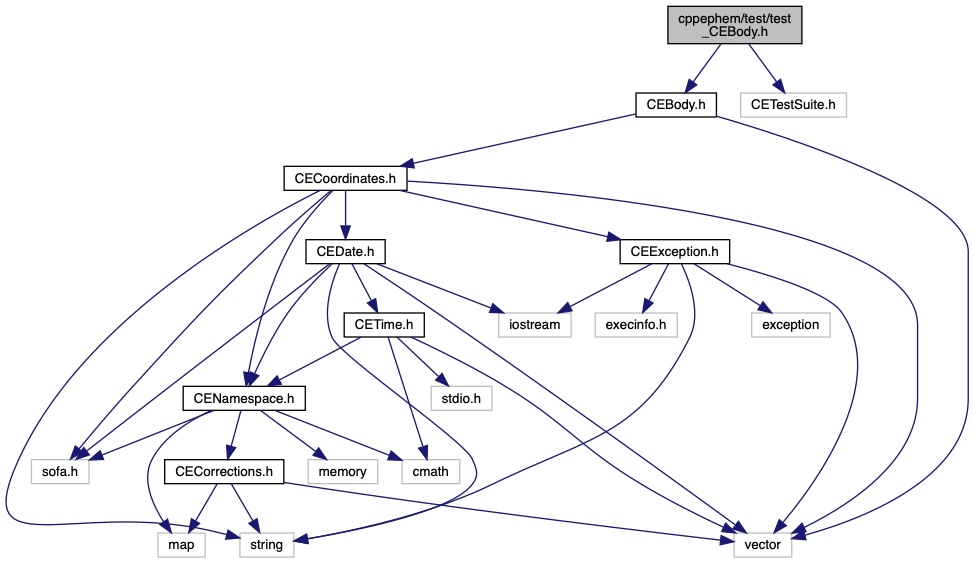 cppephem/test/test
_CEBody.h
CEBody.h
CETestSuite.h
CECoordinates.h
CEDate.h
CEException.h
CETime.h
iostream
execinfo.h
exception
CENamespace.h
stdio.h
sofa.h
CECorrections.h
memory
cmath
map
string
vector